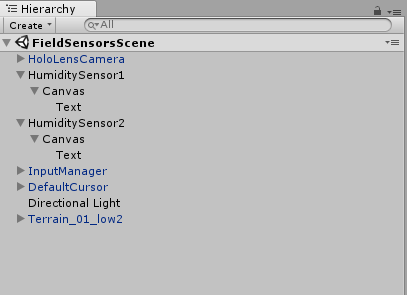 Hierarchy
Create All
FieldSensorsScene
HoloLensCamera
HumiditySensor1
Canvas
Text
HumiditySensor2
Canvas
Text
InputManager
DefaultCursor
Directional Light
Terrain_01_low2